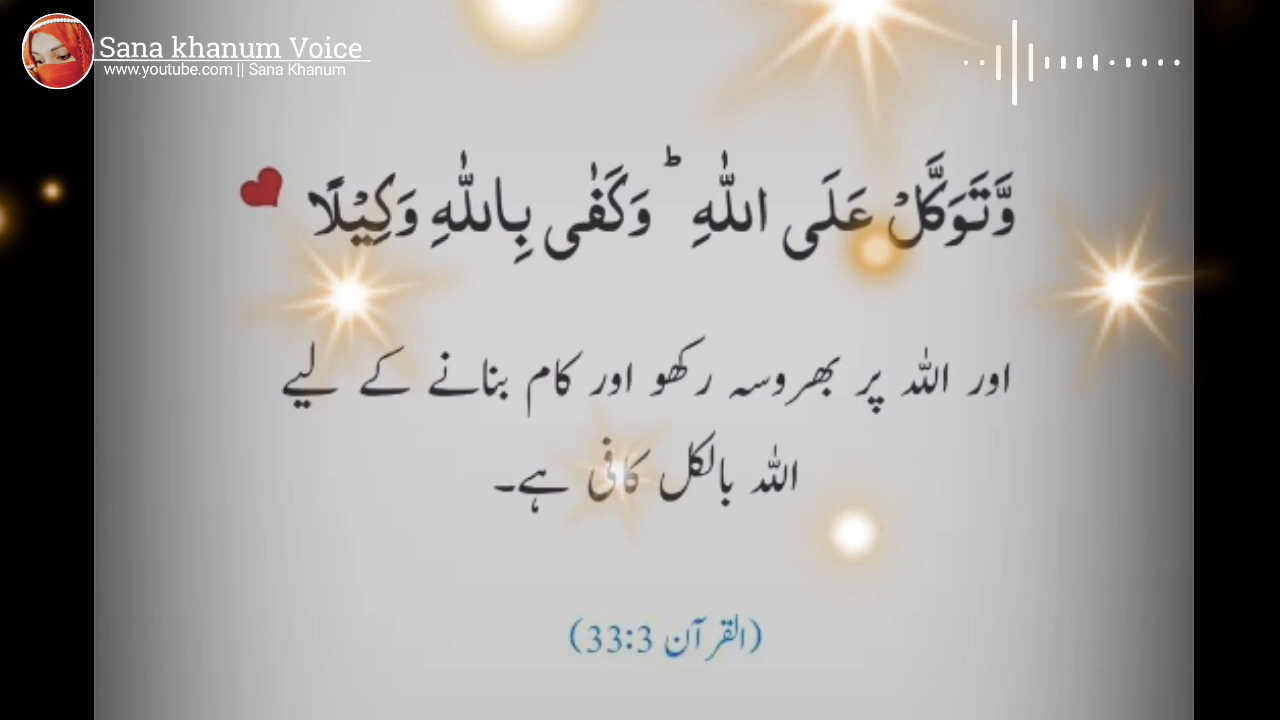 Sana khanum Voice
www.youtube.com || Sana Khanum
وَّتَوَكَّلْ عَلَى اللّٰهِ ؕ وَكَفٰى بِاللّٰهِ وَكِيْلًا
اور اللہ پر بھروسہ رکھو اور کام بنانے کے لیے
اللہ بالکل کافی ہے۔
(القرآن 33:3)